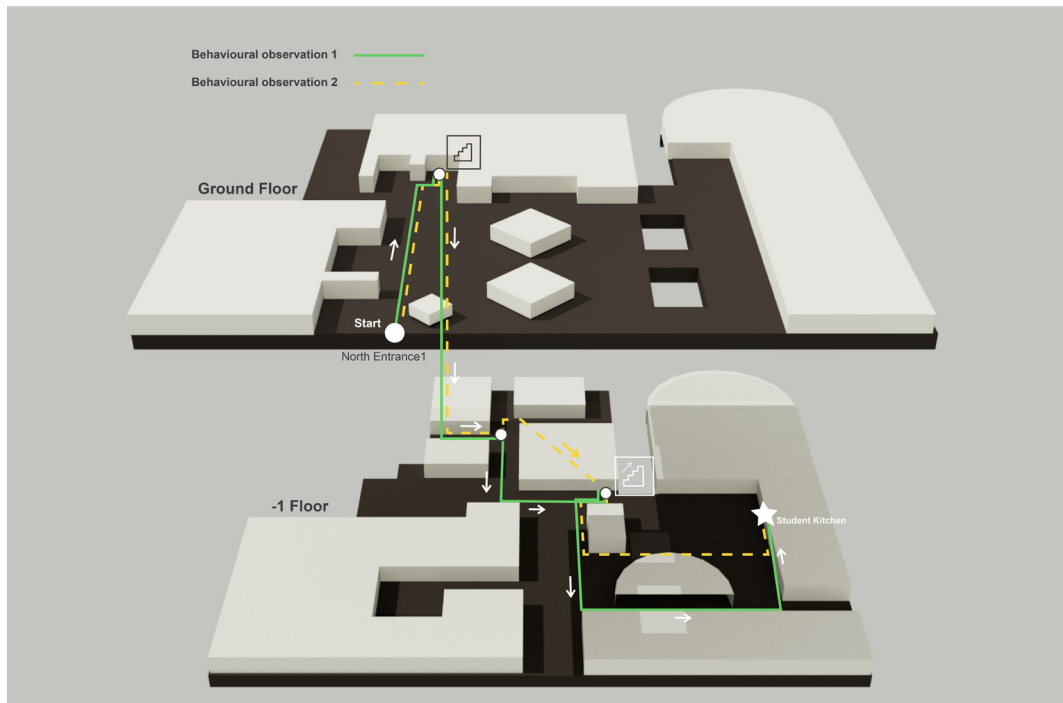 Behavioural observation 1
Behavioural observation 2
Ground Floor
Start
North Entrance1
-1 Floor
Student Kitchen